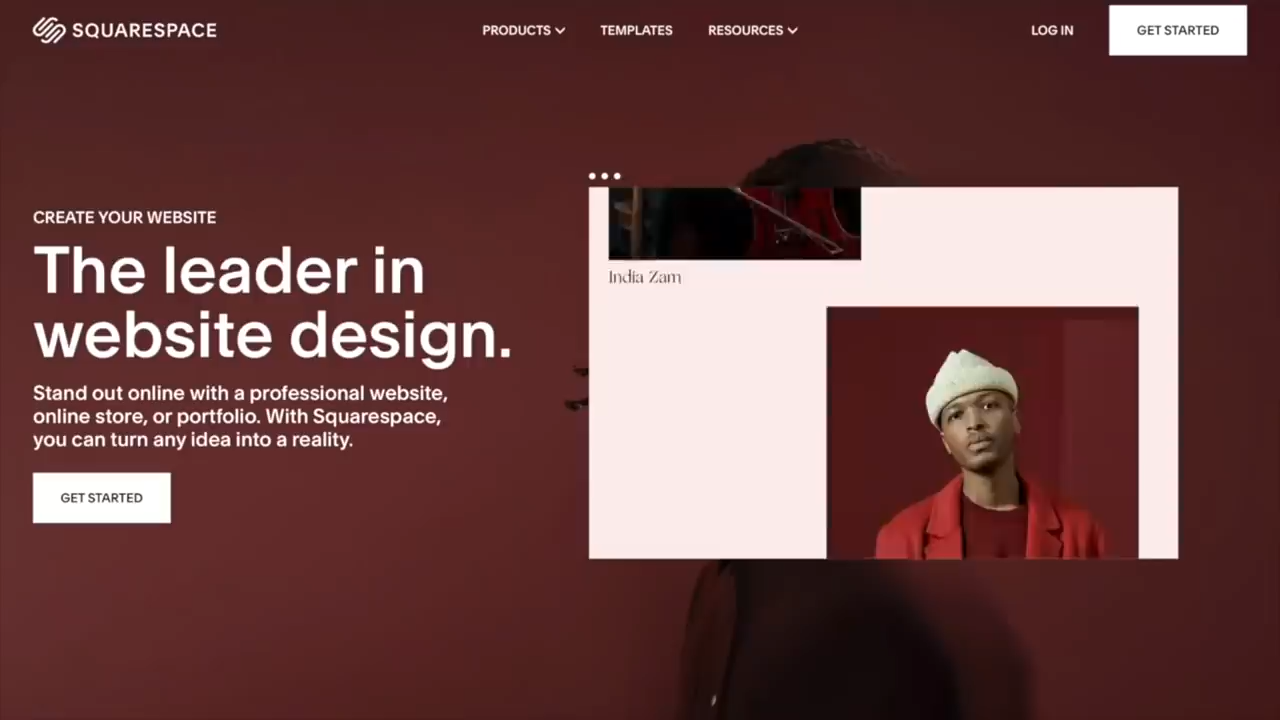 SQUARESPACE
PRODUCTS
TEMPLATES
RESOURCES
LOG IN
GET STARTED
CREATE YOUR WEBSITE
The leader in
website design.
Stand out online with a professional website,
online store, or portfolio. With Squarespace,
you can turn any idea into a reality.
GET STARTED
India Zam